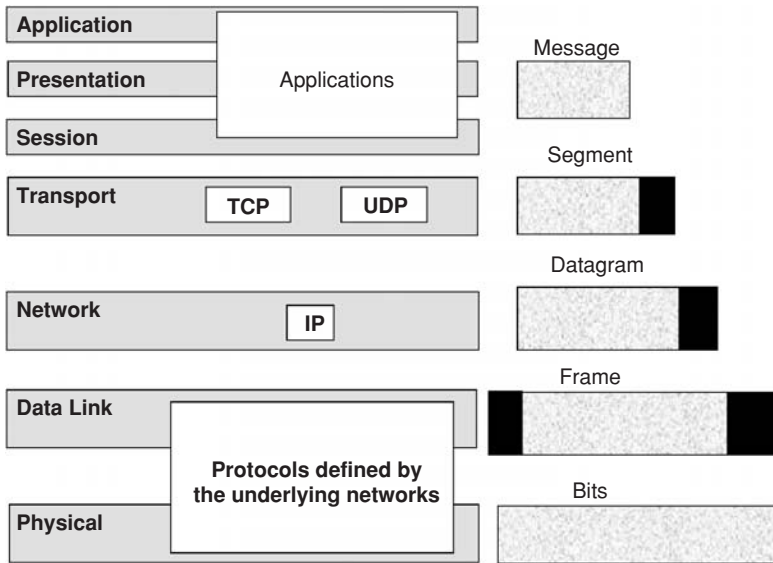 Application
Presentation
Applications
Message
Session
Segment
Transport
TCP
UDP
Datagram
Network
IP
Frame
Data Link
Protocols defined by
the underlying networks
Bits
Physical